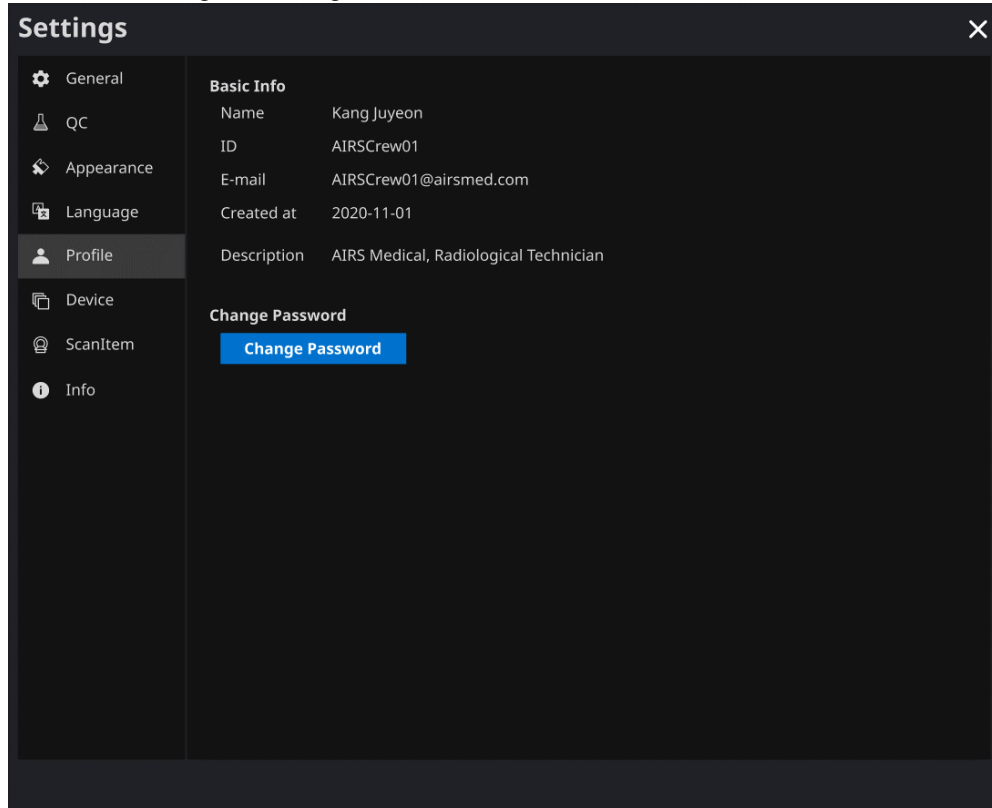 Settings
General
QC
Appearance
Language
Profile
Device
ScanItem
Info
Basic Info
Name Kang Juyeon
ID AIRSCrew01
E-mail AIRSCrew01@airsmed.com
Created at 2020-11-01
Description AIRS Medical, Radiological Technician
Change Password
Change Password